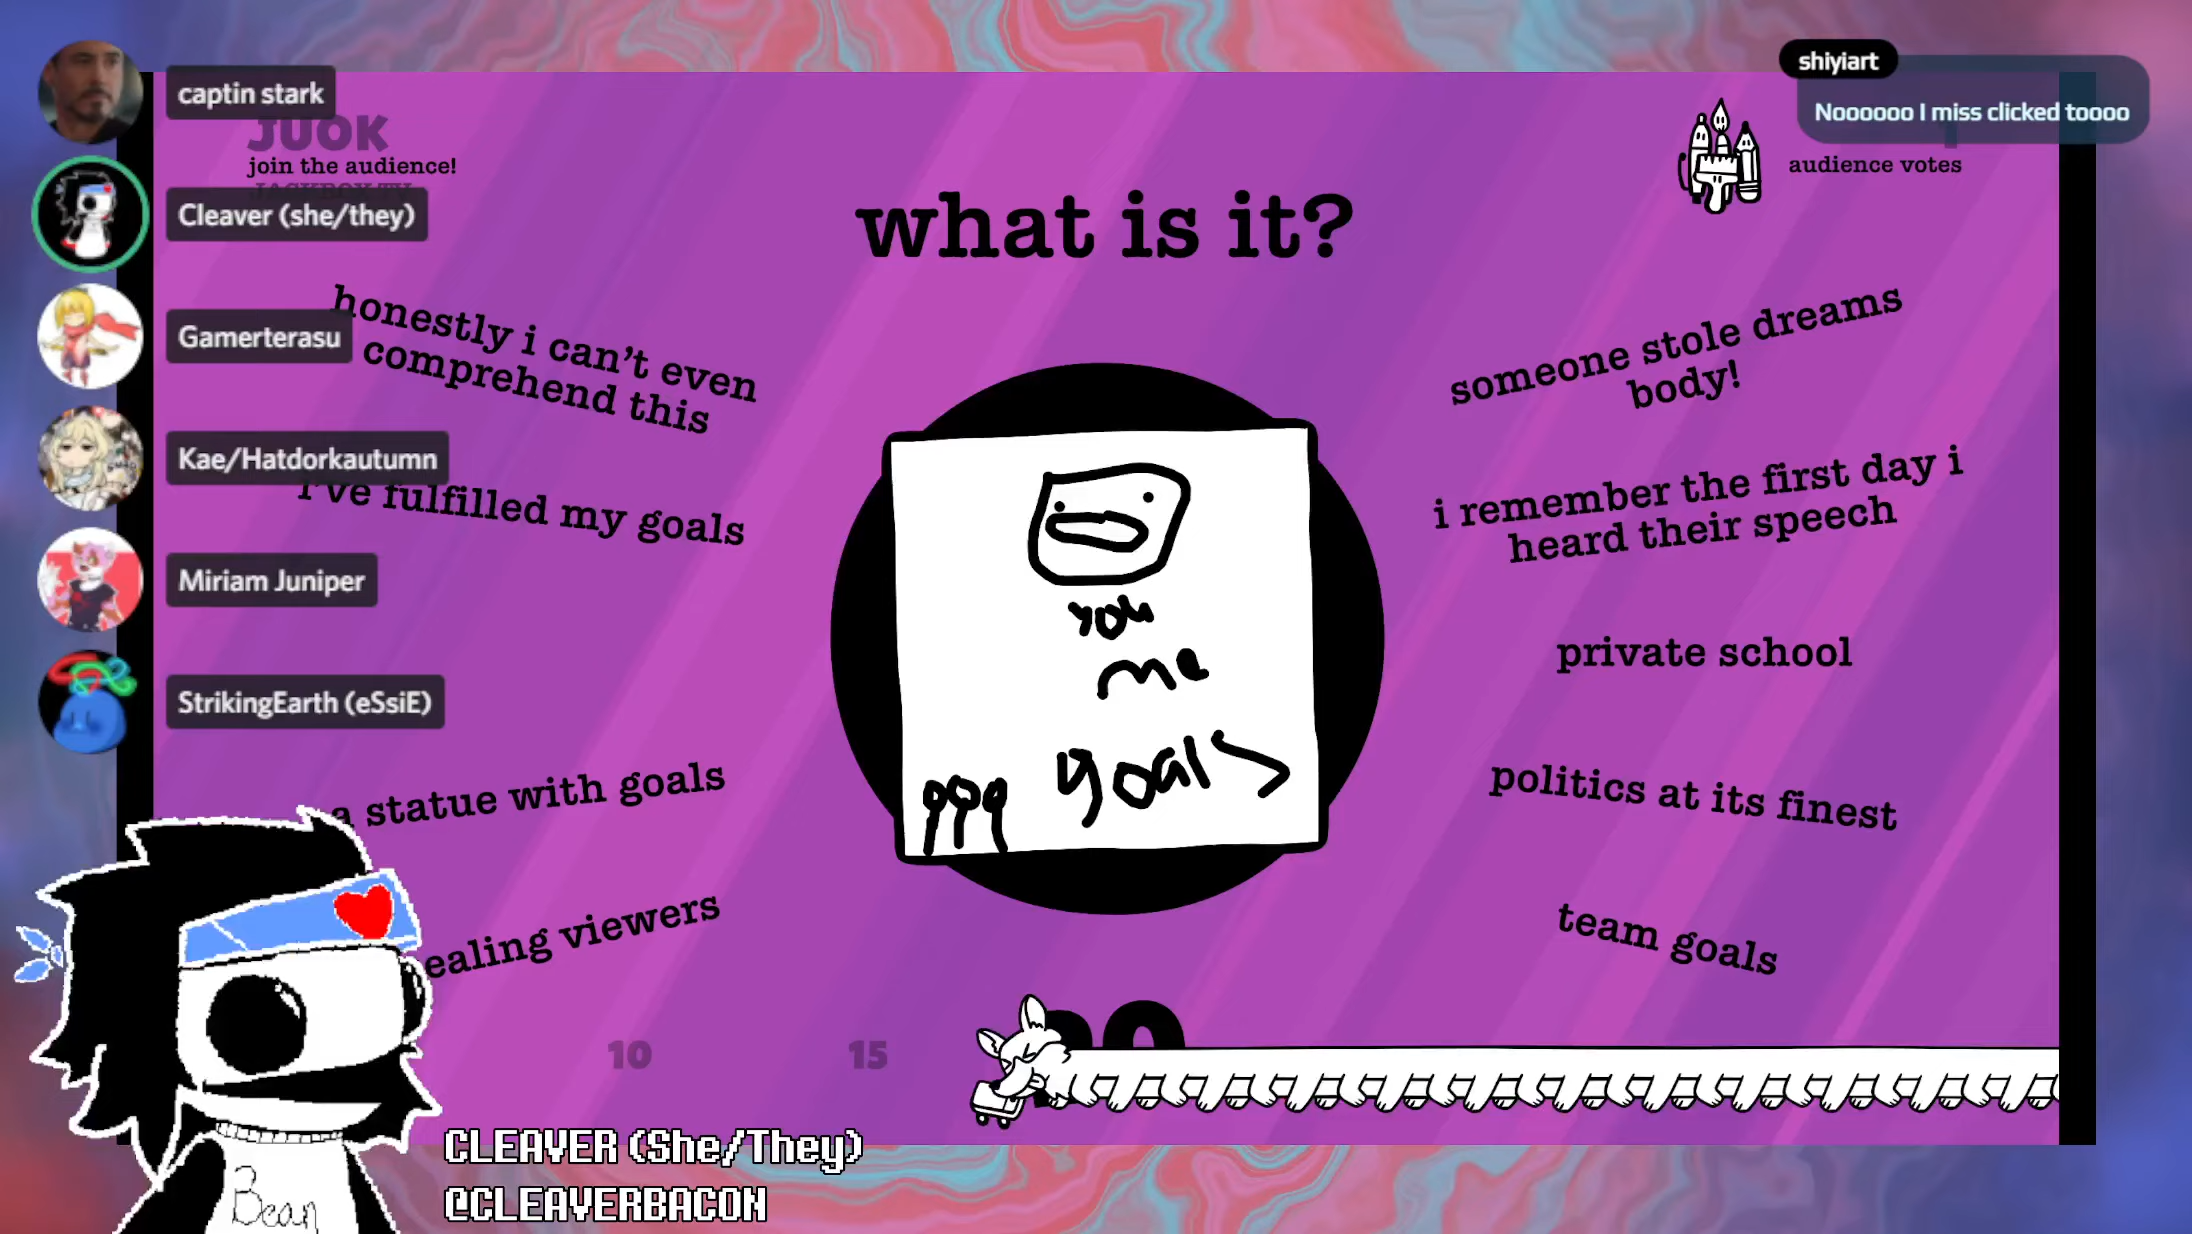 captin stark
JUOK
join the audience!
JACKBOX.TV
Cleaver (she/they)
Gamerterasu
Kae/Hatdorkautumn
Miriam Juniper
StrikingEarth (eSsiE)
shiyiart
Noooooo I miss clicked toooo
audience votes
what is it?
honestly i can't even
comprehend this
i've fulfilled my goals
a statue with goals
viewers
someone stole dreams
body!
i remember the first day i
heard their speech
private school
politics at its finest
team goals
you
me
goals
10
15
Bean
CLEAVER (She/They)
@CLEAVERBACON